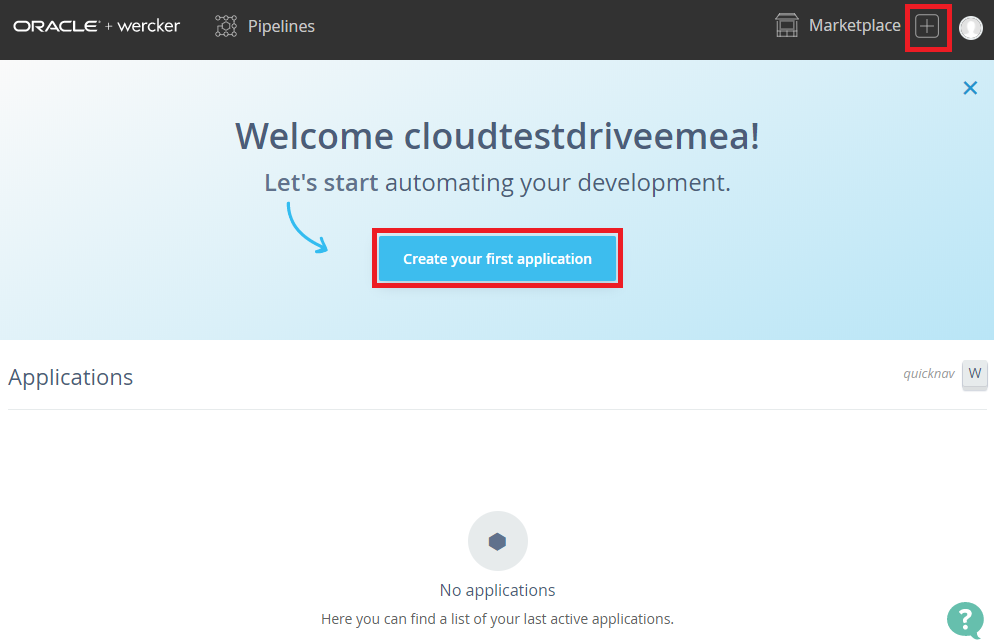 ORACLE + wercker Pipelines Marketplace
Welcome cloudtestdriveemea!
Let's start automating your development.
Create your first application
Applications quicknav W
No applications
Here you can find a list of your last active applications.
?